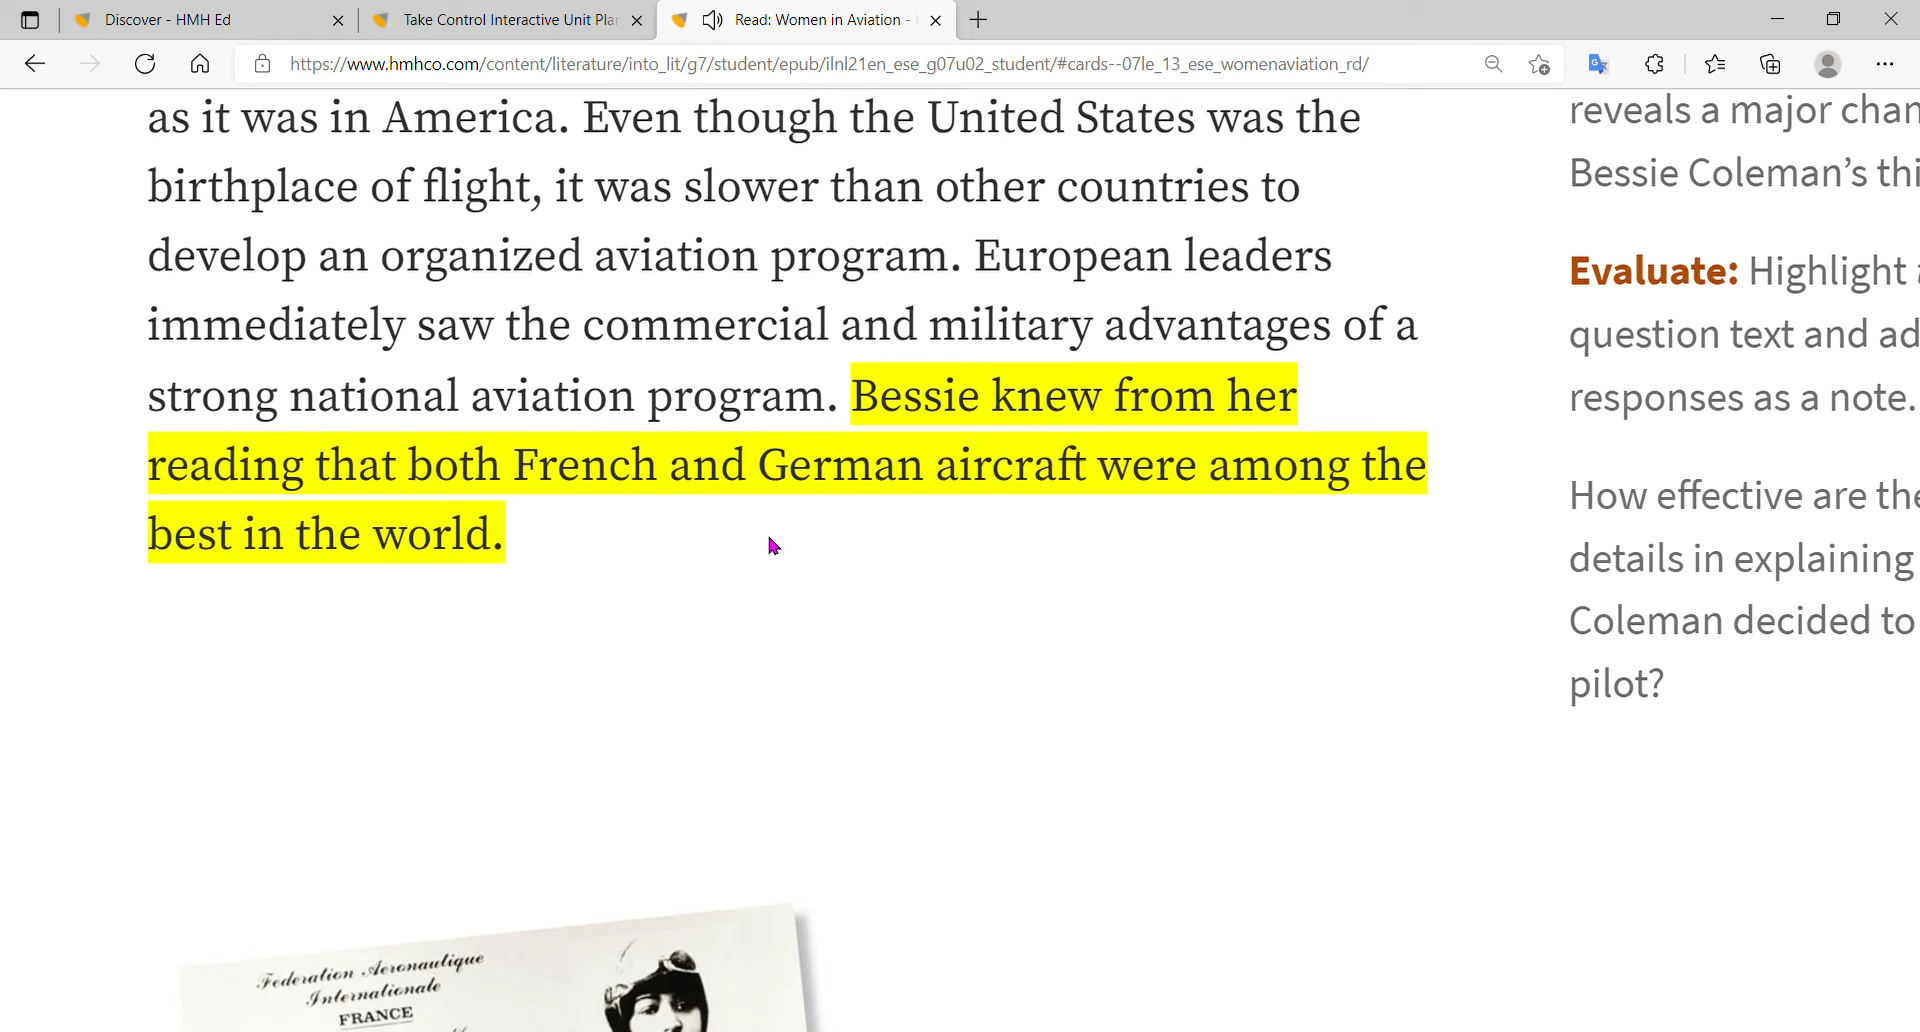 Discover - HMH Ed
Take Control Interactive Unit Pla
Read: Women in Aviation -
https://www.hmhco.com/content/literature/into_lit/g7/student/epub/ilnl21en_ese_g07u02_student/#cards--07le_13_ese_womenaviation_rd/
as it was in America. Even though the United States was the
birthplace of flight, it was slower than other countries to
develop an organized aviation program. European leaders
immediately saw the commercial and military advantages of a
strong national aviation program. Bessie knew from her
reading that both French and German aircraft were among the
best in the world.
reveals a major chan
Bessie Coleman’s thi
Evaluate: Highlight
question text and ad
responses as a note.
How effective are the
details in explaining
Coleman decided to
pilot?
Federation Aeronautique
Internationale
FRANCE